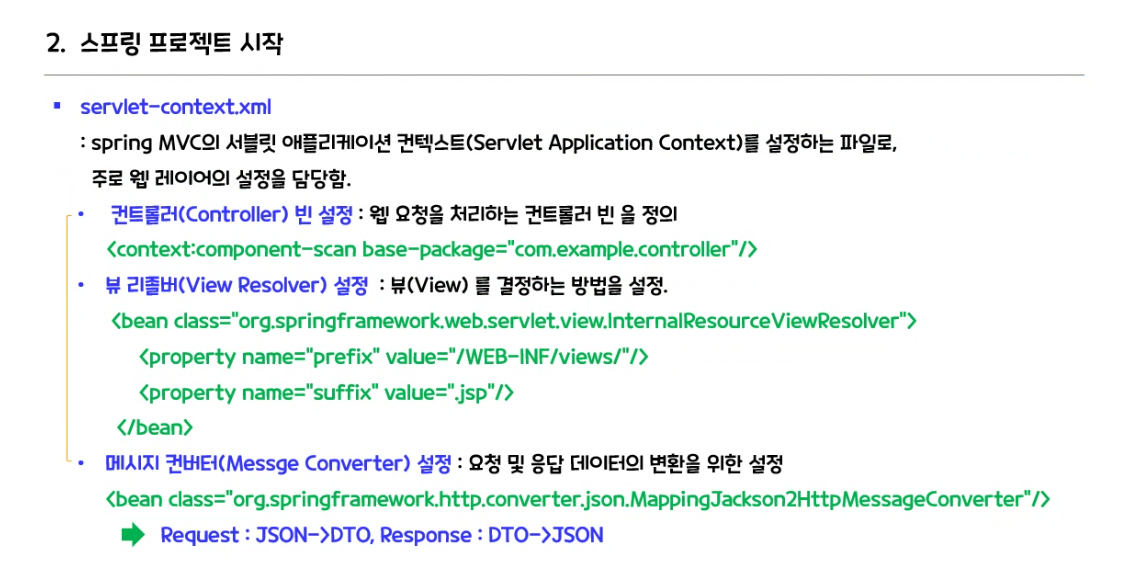 2. 스프링 프로젝트 시작
▪ servlet-context.xml
: spring MVC의 서블릿 애플리케이션 컨텍스트(Servlet Application Context)를 설정하는 파일로,
주로 웹 레이어의 설정을 담당함.
• 컨트롤러(Controller) 빈 설정 : 웹 요청을 처리하는 컨트롤러 빈 을 정의
<context:component-scan base-package="com.example.controller"/>
• 뷰 리졸버(View Resolver) 설정 : 뷰(View) 를 결정하는 방법을 설정.
<bean class="org.springframework.web.servlet.view.InternalResourceViewResolver">
<property name="prefix" value="/WEB-INF/views/"/>
<property name="suffix" value=".jsp"/>
</bean>
• 메시지 컨버터(Messge Converter) 설정 : 요청 및 응답 데이터의 변환을 위한 설정
<bean class="org.springframework.http.converter.json.MappingJackson2HttpMessageConverter"/>
Request : JSON->DTO, Response : DTO->JSON